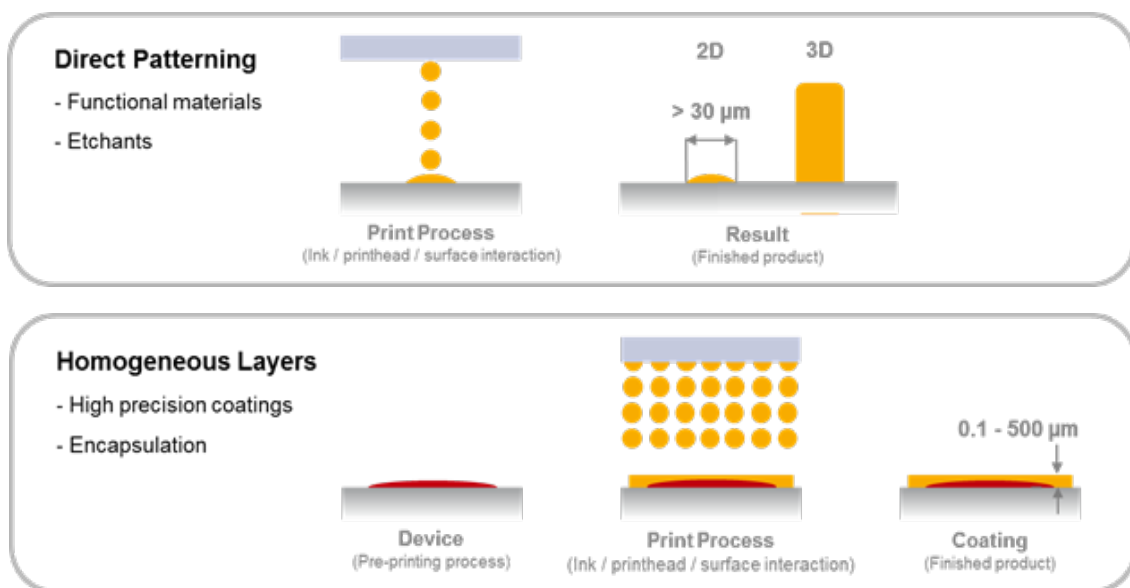 Direct Patterning
- Functional materials
- Etchants
2D
3D
> 30 µm
Print Process
(Ink / printhead / surface interaction)
Result
(Finished product)
Homogeneous Layers
- High precision coatings
- Encapsulation
0.1 - 500 µm
Device
(Pre-printing process)
Print Process
(Ink / printhead / surface interaction)
Coating
(Finished product)